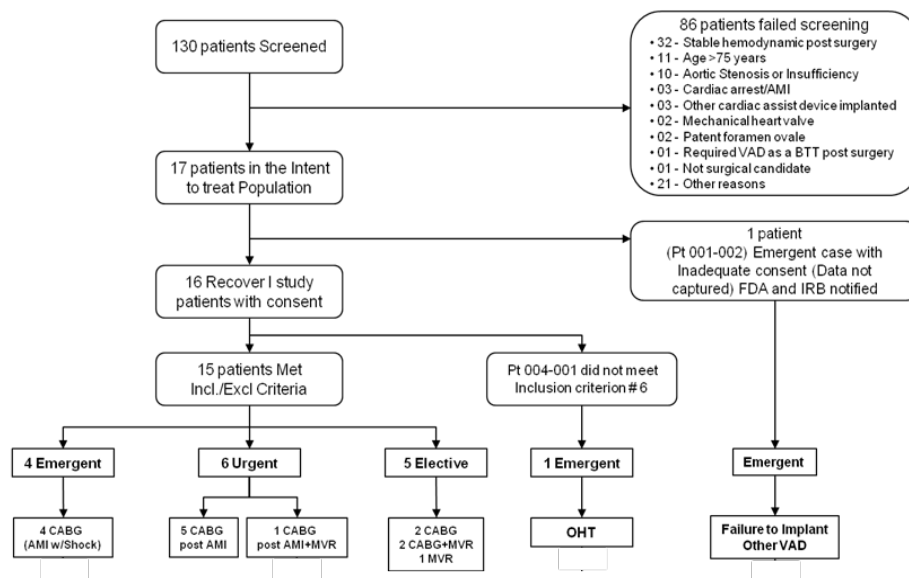 130 patients Screened
86 patients failed screening
• 32 - Stable hemodynamic post surgery
• 11 - Age >75 years
• 10 - Aortic Stenosis or Insufficiency
• 03 - Cardiac arrest/AMI
• 03 - Other cardiac assist device implanted
• 02 - Mechanical heart valve
• 02 - Patent foramen ovale
• 01 - Required VAD as a BTT post surgery
• 01 - Not surgical candidate
• 21 - Other reasons
17 patients in the Intent
to treat Population
1 patient
(Pt 001-002) Emergent case with
Inadequate consent (Data not
captured) FDA and IRB notified
16 Recover I study
patients with consent
15 patients Met
Incl./Excl Criteria
Pt 004-001 did not meet
Inclusion criterion # 6
4 Emergent
6 Urgent
5 Elective
1 Emergent
Emergent
4 CABG
(AMI w/Shock)
5 CABG
post AMI
1 CABG
post AMI+MVR
2 CABG
2 CABG+MVR
1 MVR
OHT
Failure to Implant
Other VAD